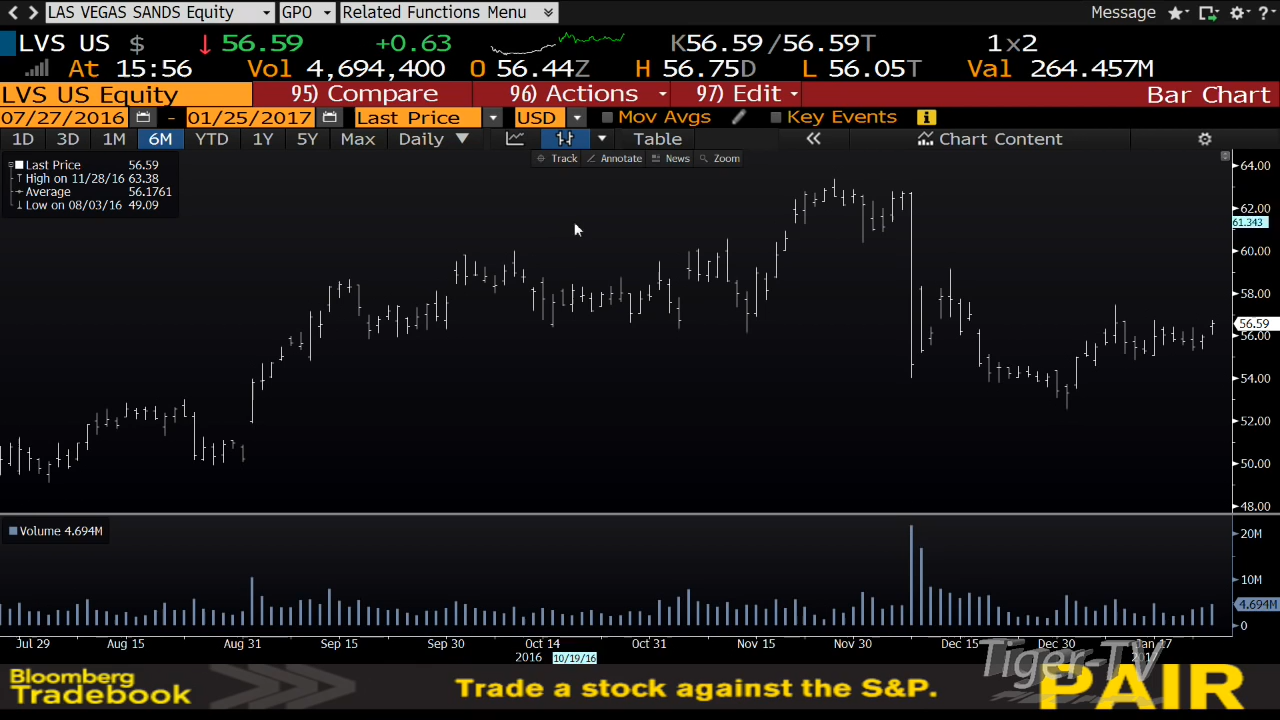 LAS VEGAS SANDS Equity GPO Related Functions Menu Message ?
LVS US $ ↓ 56.59 +0.63 K56.59 /56.59T 1x2
At 15:56 Vol 4,694,400 O 56.44Z H 56.75D L 56.05T Val 264.457M
LVS US Equity 95) Compare 96) Actions 97) Edit Bar Chart
07/27/2016 - 01/25/2017 Last Price USD Mov Avgs Key Events i
1D 3D 1M 6M YTD 1Y 5Y Max Daily ▼ Table « Chart Content
Track Annotate News Zoom
Last Price 56.59
High on 11/28/16 63.38
Average 56.1761
Low on 08/03/16 49.09
64.00
62.00
61.343
60.00
58.00
56.59
56.00
54.00
52.00
50.00
48.00
Volume 4.694M
20M
10M
4.694M
0
Jul 29 Aug 15 Aug 31 Sep 15 Sep 30 Oct 14 Oct 31 Nov 15 Nov 30 Dec 15 Dec 30 Jan 17
2016 10/19/16
Tiger-TV
Bloomberg
Tradebook
Trade a stock against the S&P.
PAIR